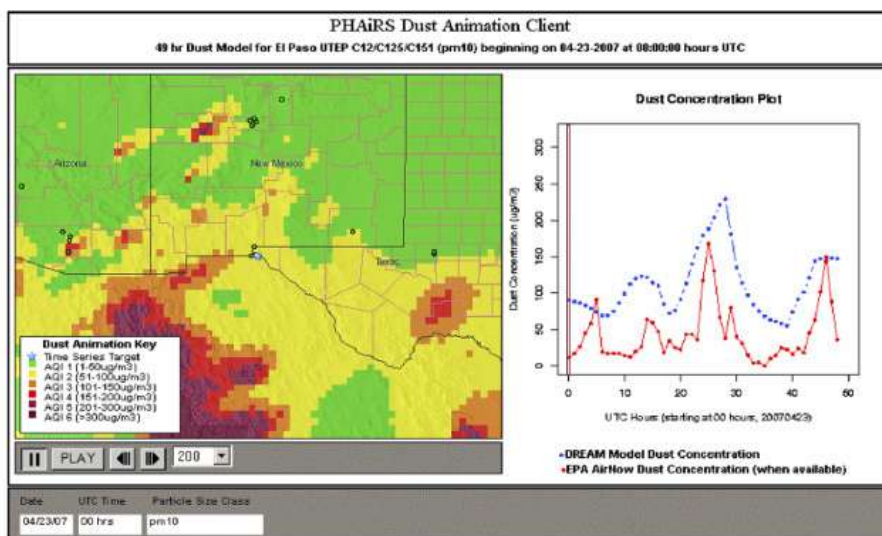 PHAiRS Dust Animation Client
49 hr Dust Model for El Paso UTEP C12/C125/C151 (pm10) beginning on 04-23-2007 at 00:00:00 hours UTC
Arizona
New Mexico
Texas
Dust Animation Key
Time Series Target
AQI 1 (1-50ug/m3)
AQI 2 (51-100ug/m3)
AQI 3 (101-150ug/m3)
AQI 4 (151-200ug/m3)
AQI 5 (201-300ug/m3)
AQI 6 (>300ug/m3)
PLAY
200
Dust Concentration Plot
Dust Concentration (ug/m3)
300
250
200
150
100
50
0
0 10 20 30 40 50
UTC Hours (starting at 00 hours, 20070423)
DREAM Model Dust Concentration
EPA AirNow Dust Concentration (when available)
Date UTC Time Particle Size Class
04/23/07 00 hrs pm10